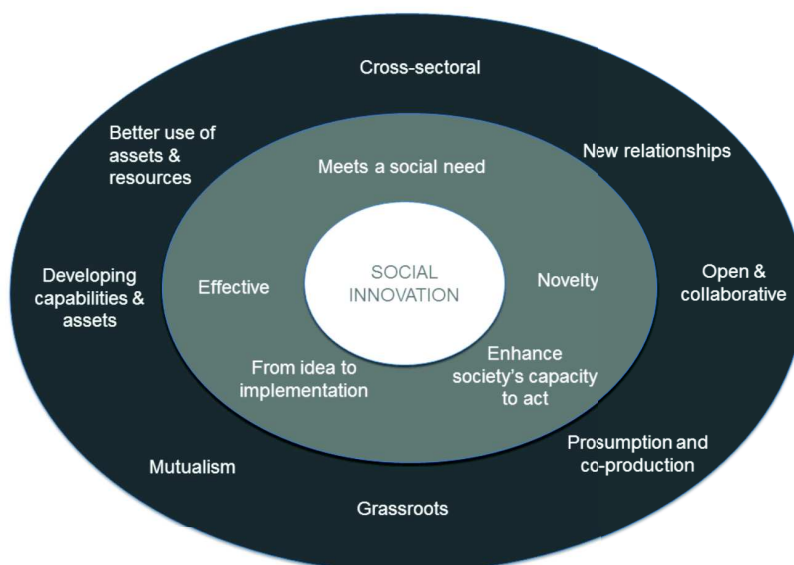 Cross-sectoral
Better use of
assets &
resources
New relationships
Meets a social need
Developing
capabilities &
assets
Effective
SOCIAL
INNOVATION
Novelty
Open &
collaborative
From idea to
implementation
Enhance
society's capacity
to act
Mutualism
Prosumption and
co-production
Grassroots